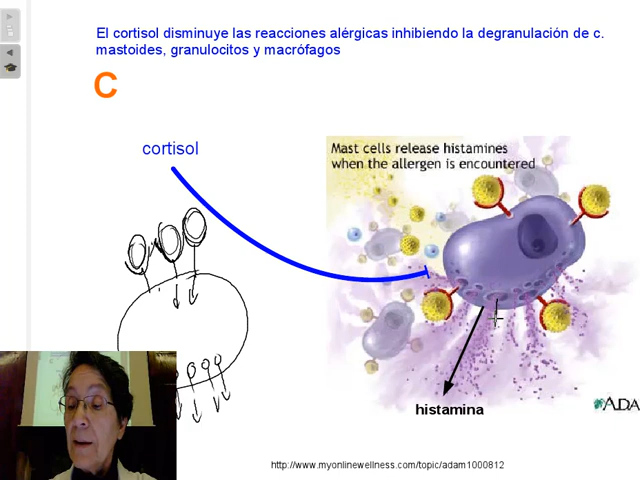 El cortisol disminuye las reacciones alérgicas inhibiendo la degranulación de c.
mastoides, granulocitos y macrófagos
C
cortisol
Mast cells release histamines
when the allergen is encountered
histamina
ADAM
http://www.myonlinewellness.com/topic/adam1000812